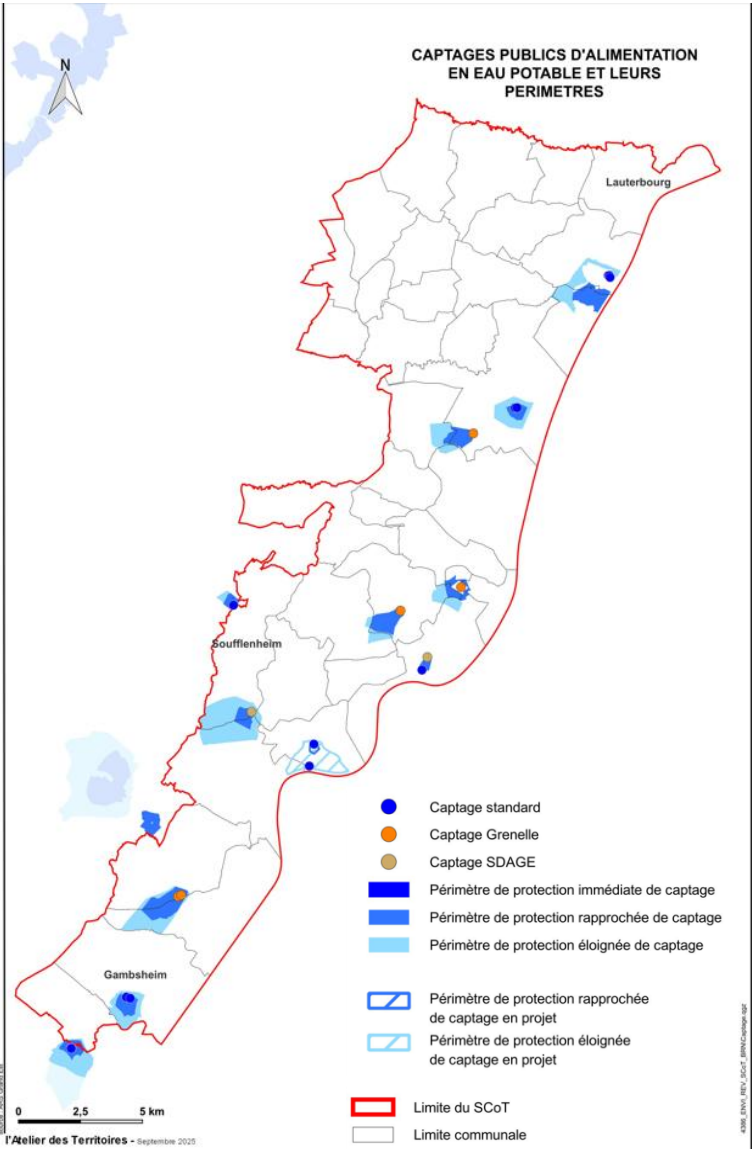 CAPTAGES PUBLICS D'ALIMENTATION
EN EAU POTABLE ET LEURS
PERIMETRES
N
Lauterbourg
Soufflenheim
Gambsheim
Captage standard
Captage Grenelle
Captage SDAGE
Périmètre de protection immédiate de captage
Périmètre de protection rapprochée de captage
Périmètre de protection éloignée de captage
Périmètre de protection rapprochée
de captage en projet
Périmètre de protection éloignée
de captage en projet
Limite du SCoT
Limite communale
0 2,5 5 km
l'Atelier des Territoires - Septembre 2025